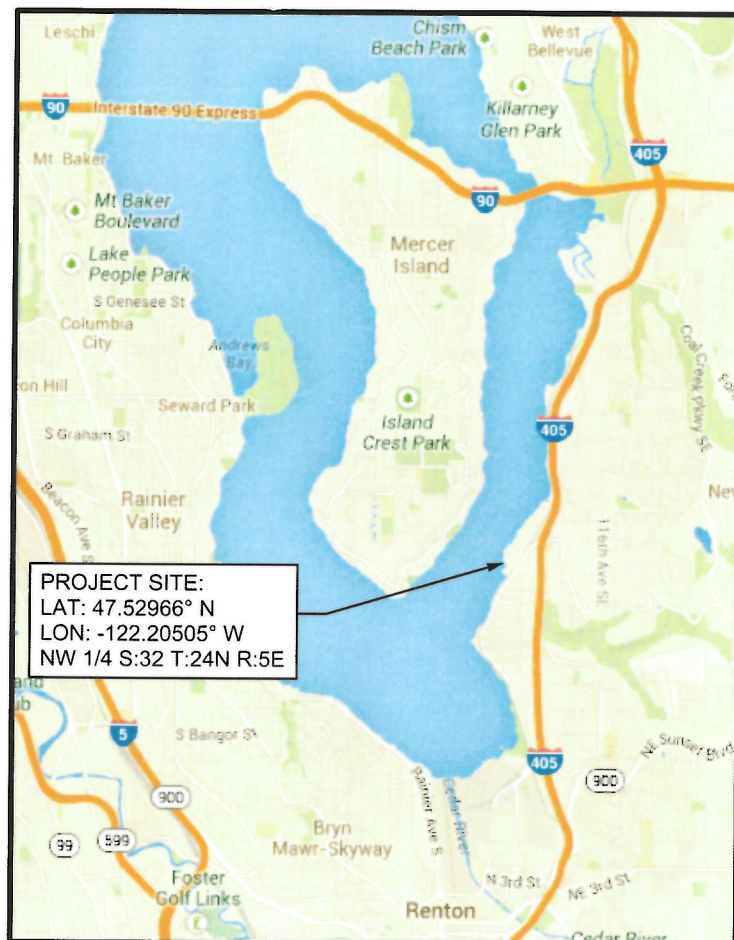 Leschi
Chism
Beach Park
West
Bellevue
90
Interstate 90 Express
Killarney
Glen Park
405
Mt Baker
90
Mt Baker
Boulevard
Mercer
Island
Lake
People Park
S Genesee St
Columbia
City
Andrews
Bay
Coal Creek Pkwy SE
on Hill
Seward Park
Island
Crest Park
405
S Graham St
Beacon Ave S
Rainier
Valley
New
116th Ave SE
PROJECT SITE:
LAT: 47.52966° N
LON: -122.20505° W
NW 1/4 S:32 T:24N R:5E
and
ub
5
S Bangor St
405
NE Sunset Blvd
900
900
Rainier Ave S
Cedar River
99
599
Bryn
Mawr-Skyway
Foster
Golf Links
N 3rd St
NE 3rd St
Renton
Cedar River